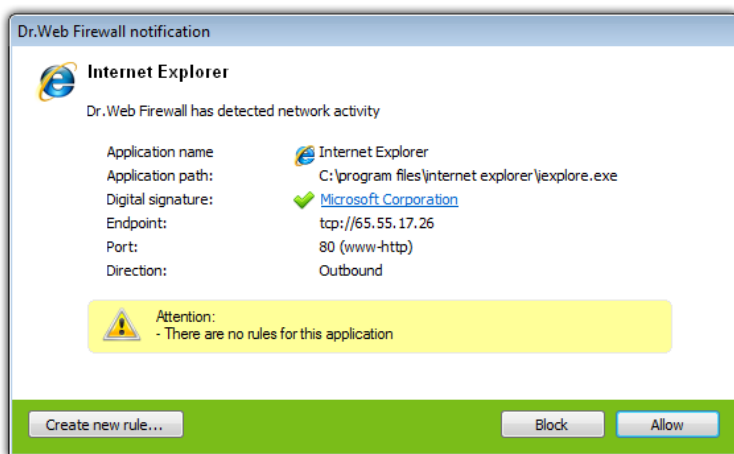 Dr.Web Firewall notification
Internet Explorer
Dr.Web Firewall has detected network activity
Application name Internet Explorer
Application path: C:\program files\internet explorer\iexplore.exe
Digital signature: Microsoft Corporation
Endpoint: tcp://65.55.17.26
Port: 80 (www-http)
Direction: Outbound
Attention:
- There are no rules for this application
Create new rule... Block Allow